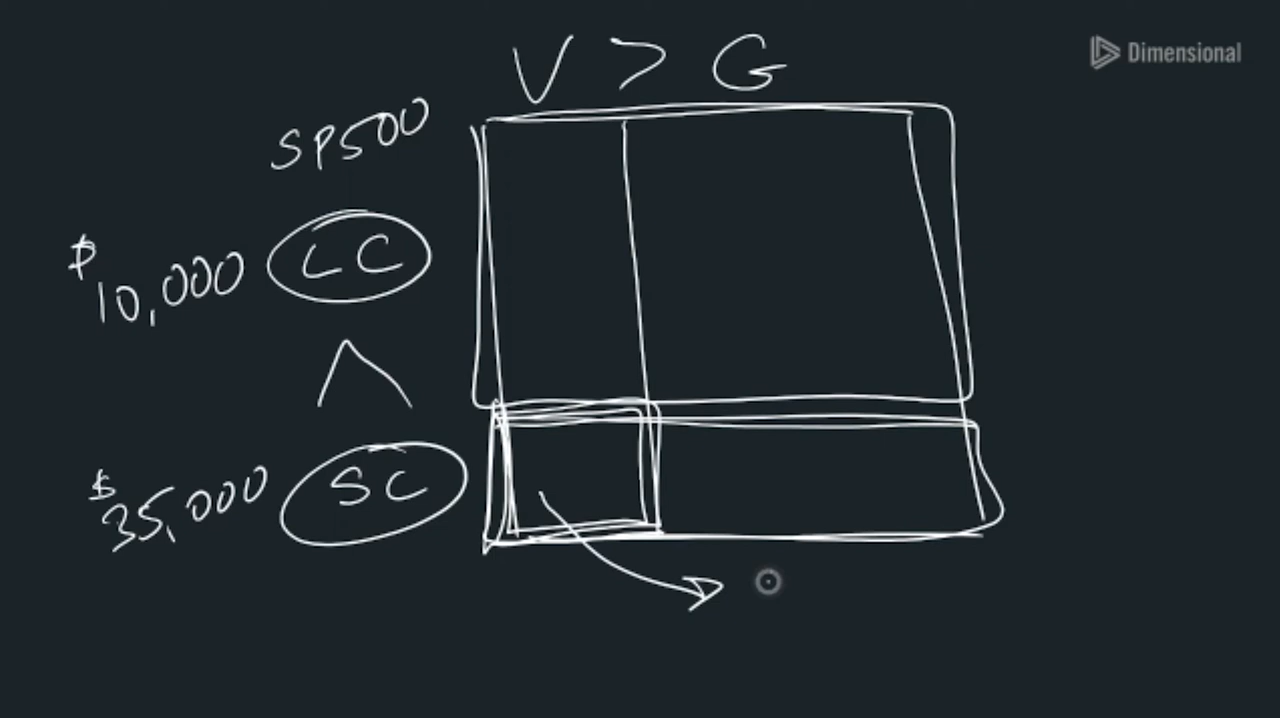 V > G
Dimensional
SP500
$10,000 LC
$35,000 SC